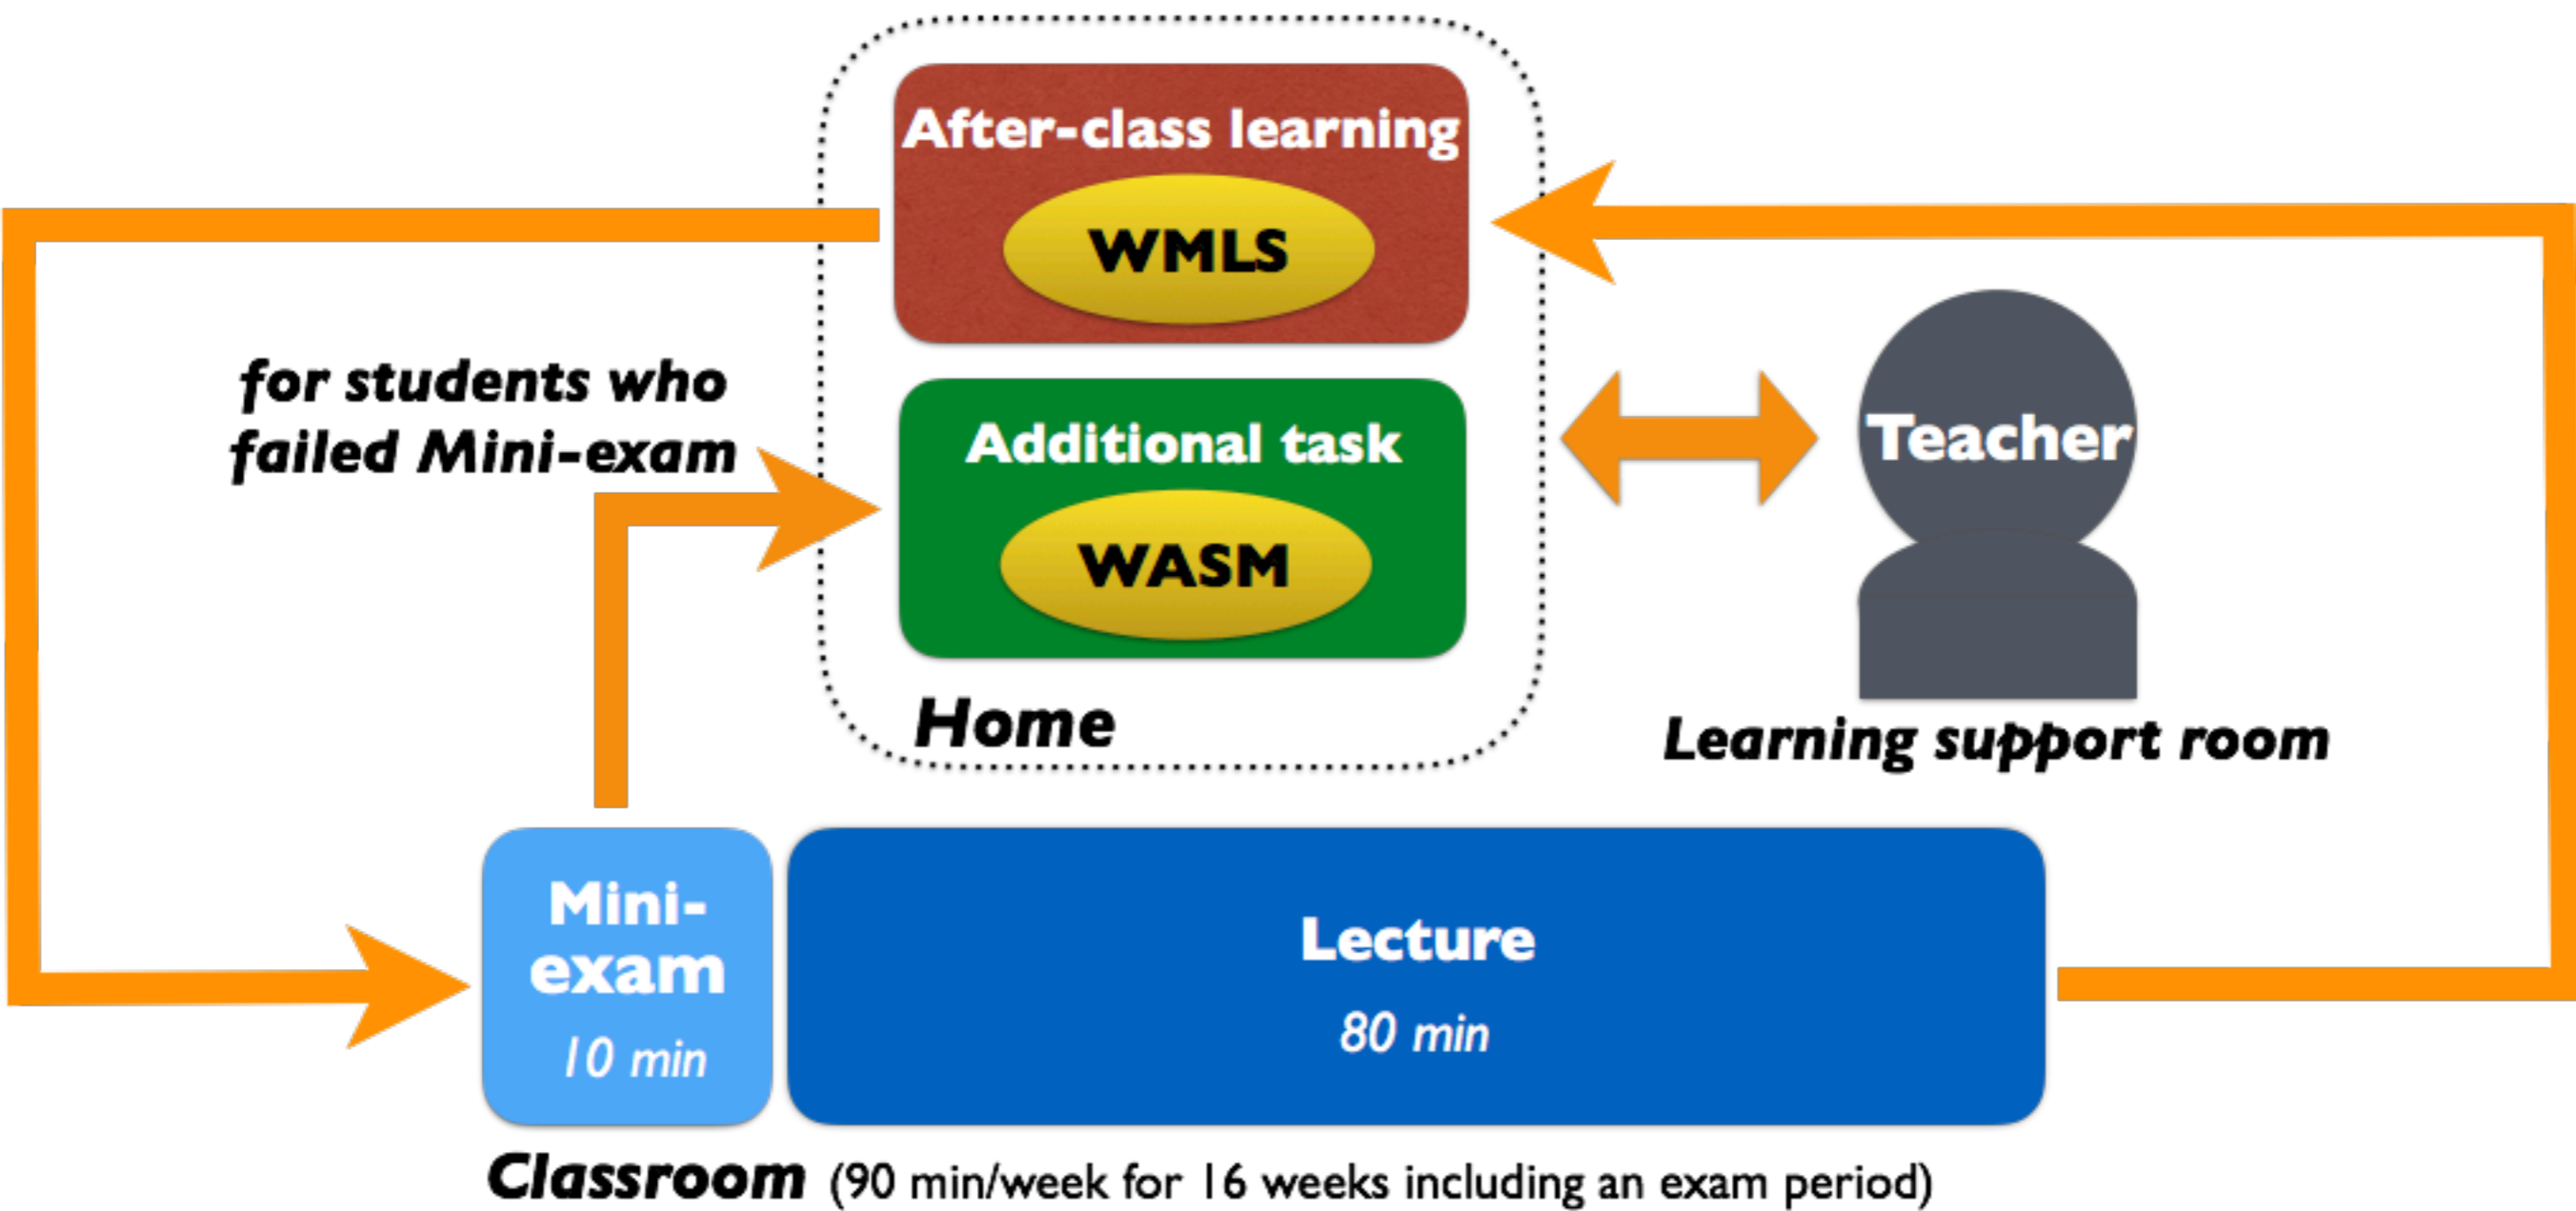 After-class learning
WMLS
for students who
failed Mini-exam
Additional task
WASM
Teacher
Home
Learning support room
Mini-
exam
10 min
Lecture
80 min
Classroom (90 min/week for 16 weeks including an exam period)